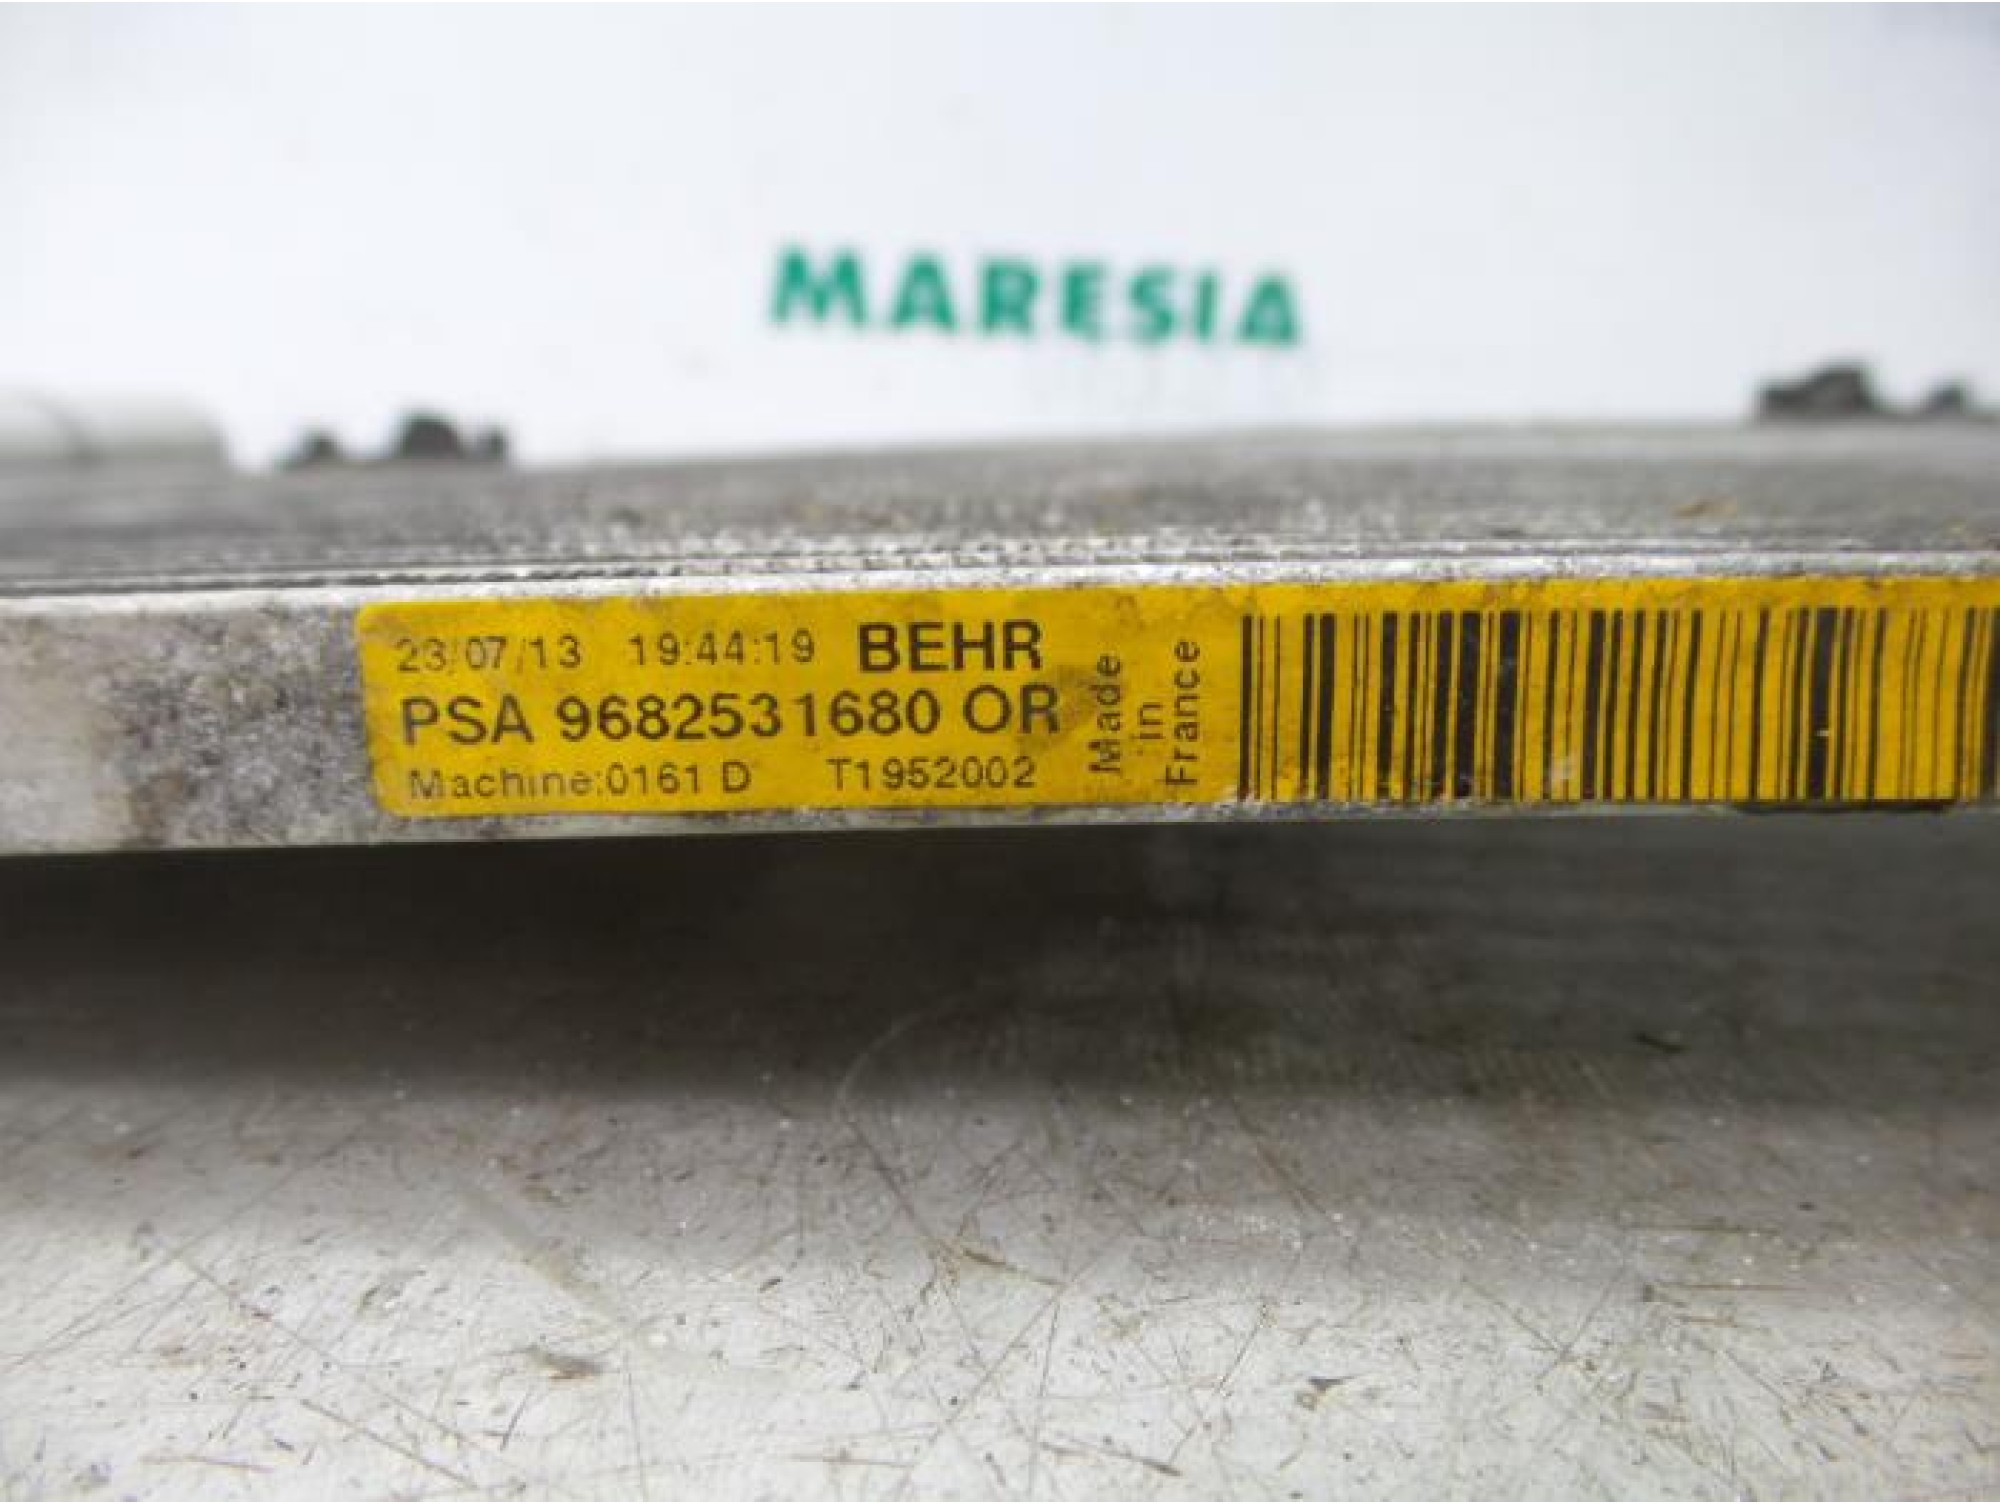 MARESIA
23/07/13 19:44:19 BEHR
PSA 9682531680 OR
Machine:0161 D T1952002
Made
in
France